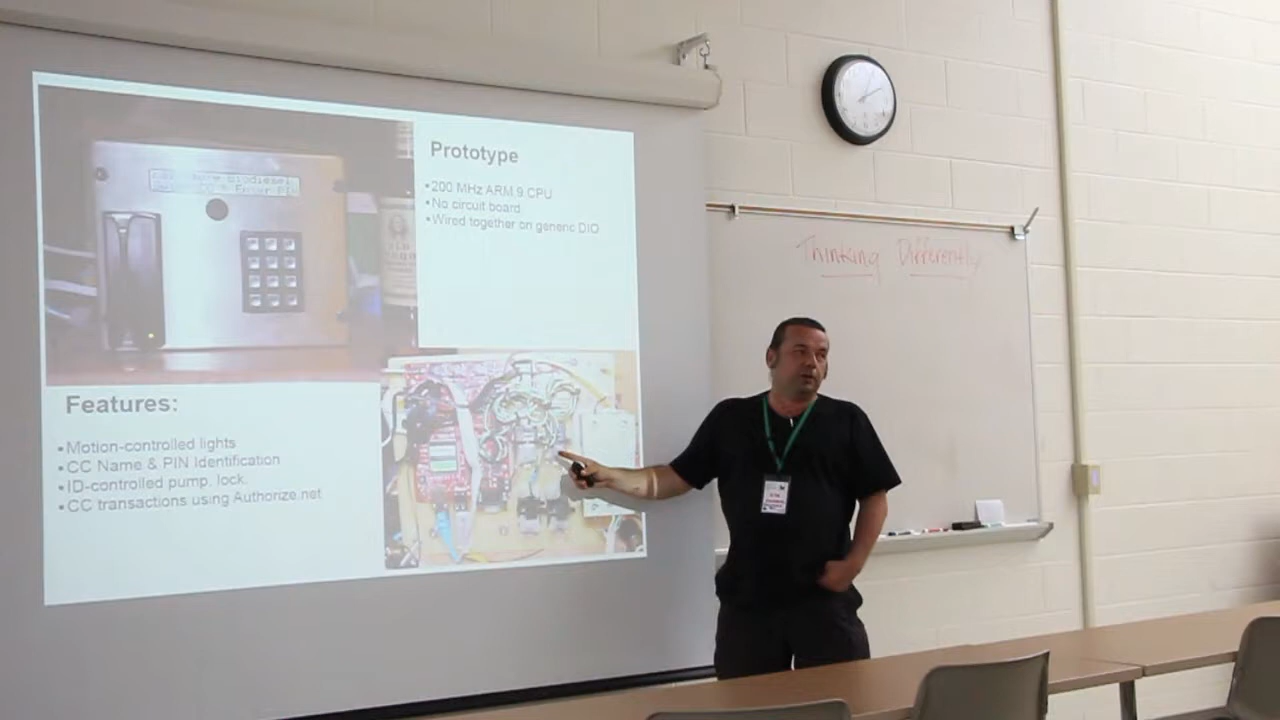 Prototype
▪200 MHz ARM 9 CPU
▪No circuit board
▪Wired together on generic DIO
biodiesel
Features:
▪Motion-controlled lights
▪CC Name & PIN Identification
▪ID-controlled pump. lock.
▪CC transactions using Authorize.net
Thinking Differently